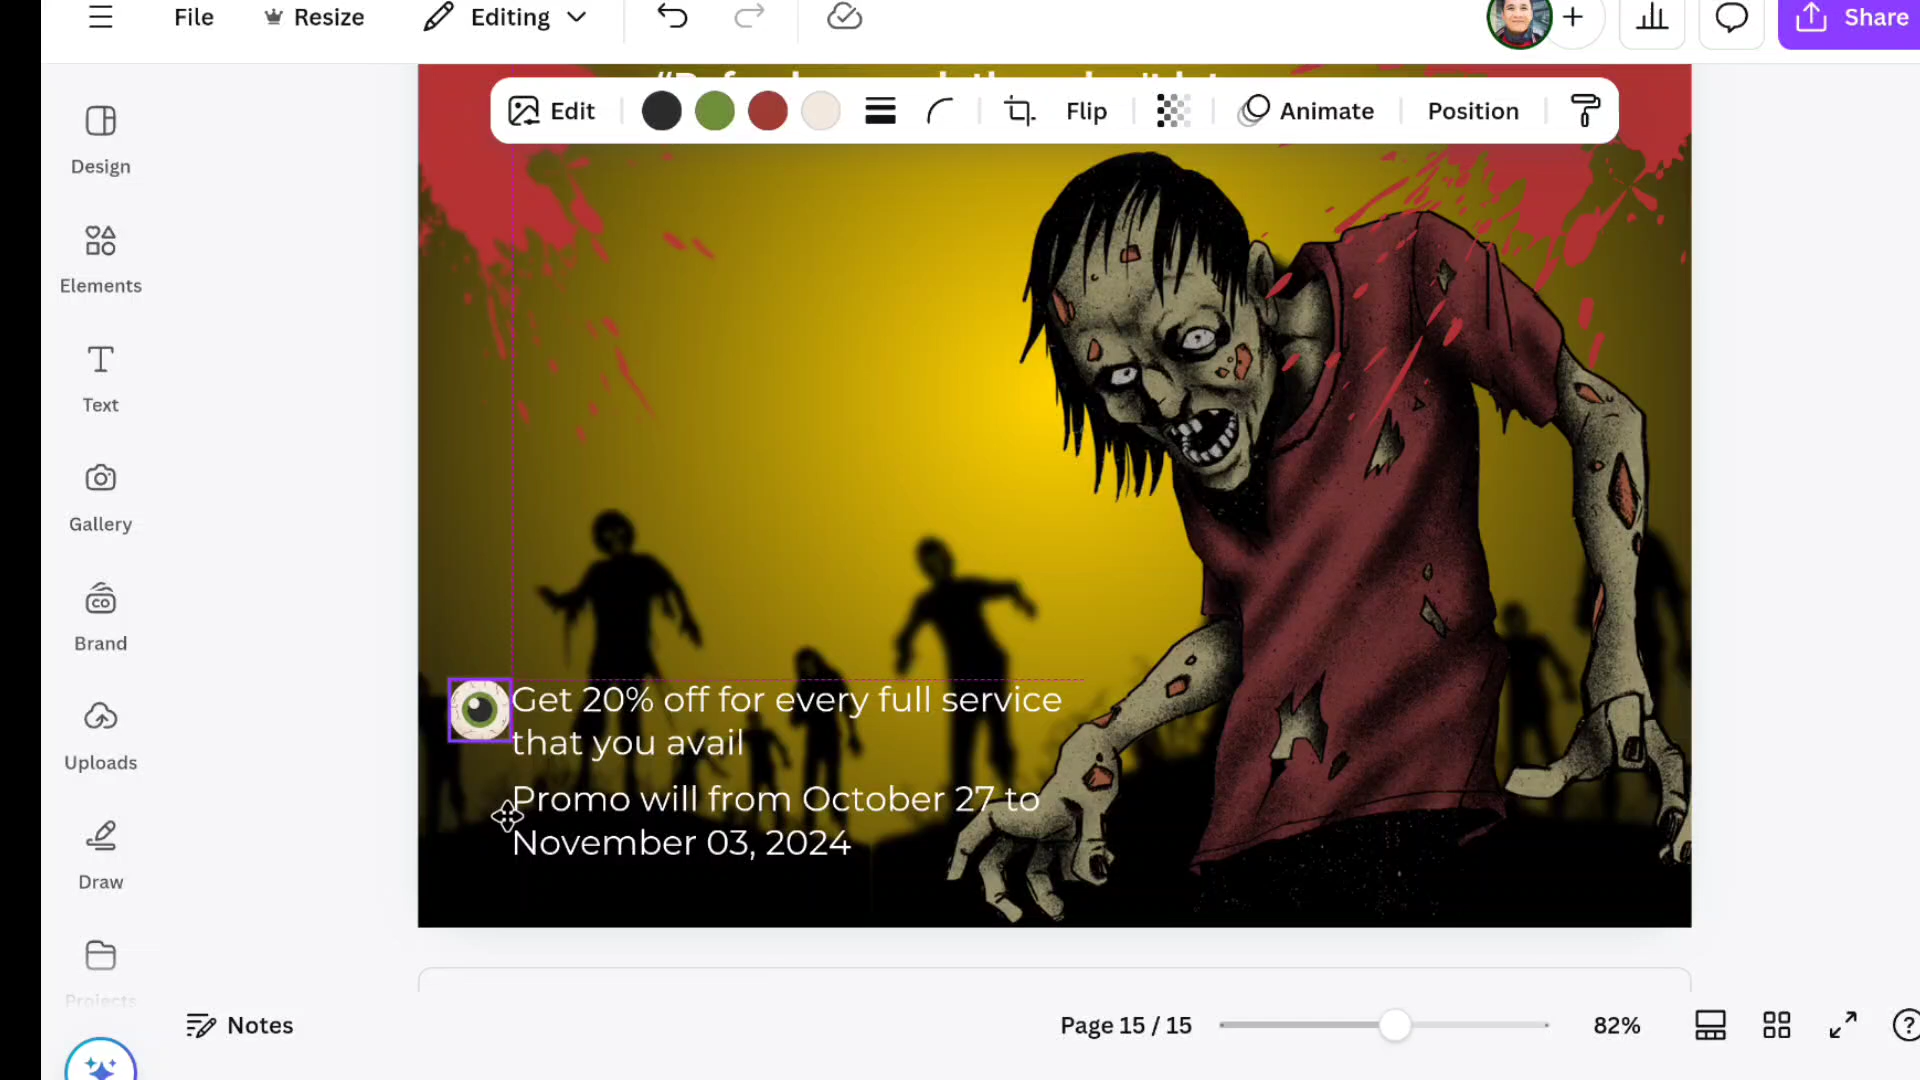 File
Resize
Editing
Share
Edit
Flip
Animate
Position
Design
Elements
Text
Gallery
CO
Brand
Uploads
Draw
Projects
Get 20% off for every full service
that you avail
Promo will from October 27 to
November 03, 2024
Notes
Page 15 / 15
82%
?